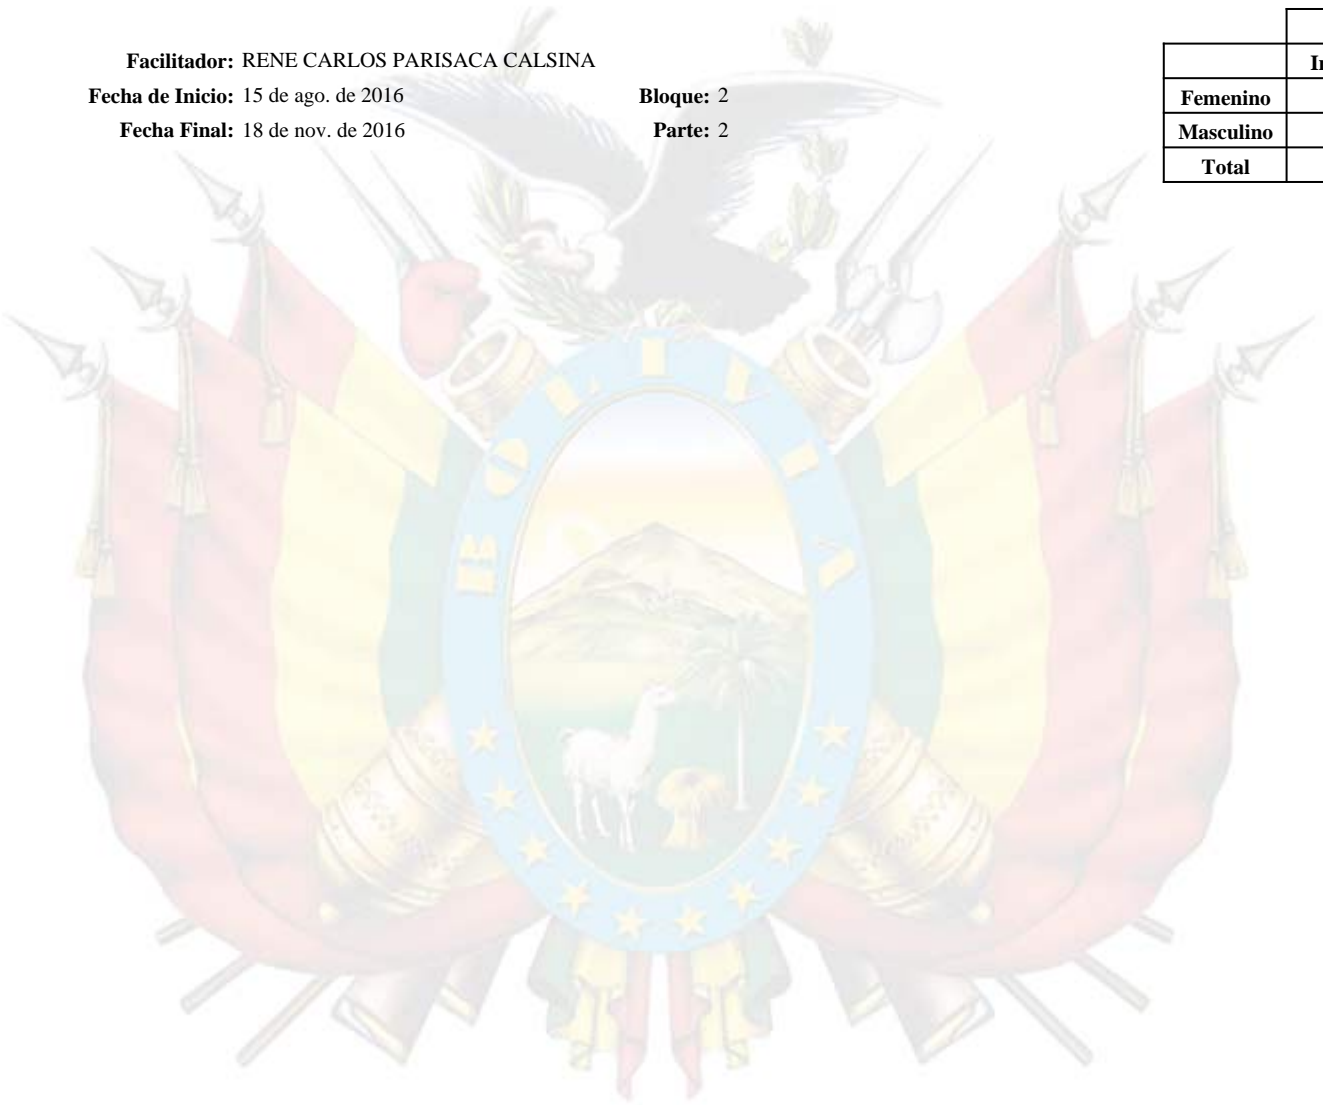 Facilitador: RENE CARLOS PARISACA CALSINA
Fecha de Inicio: 15 de ago. de 2016 Bloque: 2
Fecha Final: 18 de nov. de 2016 Parte: 2
Femenino
Masculino
Total
BOLIVIA